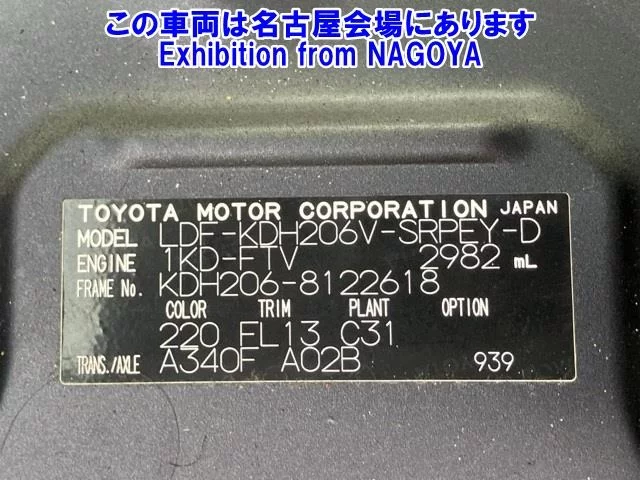 この車両は名古屋会場にあります
Exhibition from NAGOYA
TOYOTA MOTOR CORPORATION JAPAN
MODEL LDF-KDH206V-SRPEY-D
ENGINE 1KD-FTV 2982 mL
FRAME No. KDH206-8122618
COLOR TRIM PLANT OPTION
220 FL13 C31
TRANS./AXLE A340F A02B 939